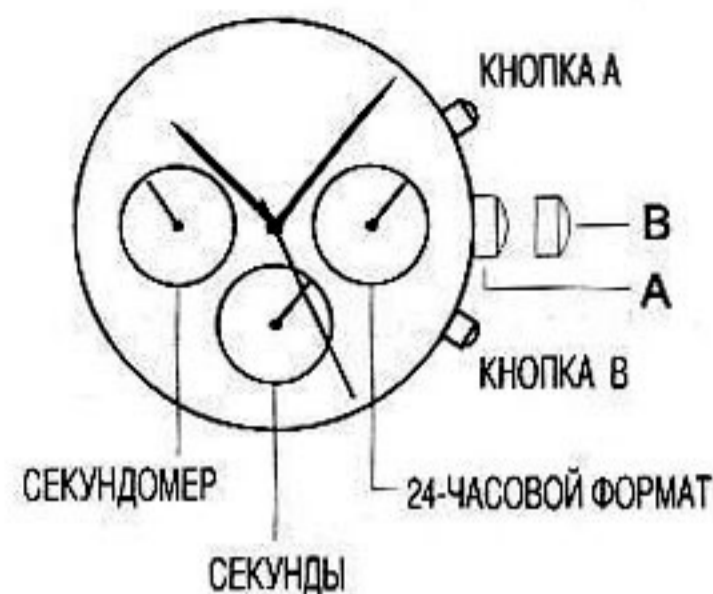 КНОПКА А
B
A
КНОПКА В
СЕКУНДОМЕР
24-ЧАСОВОЙ ФОРМАТ
СЕКУНДЫ